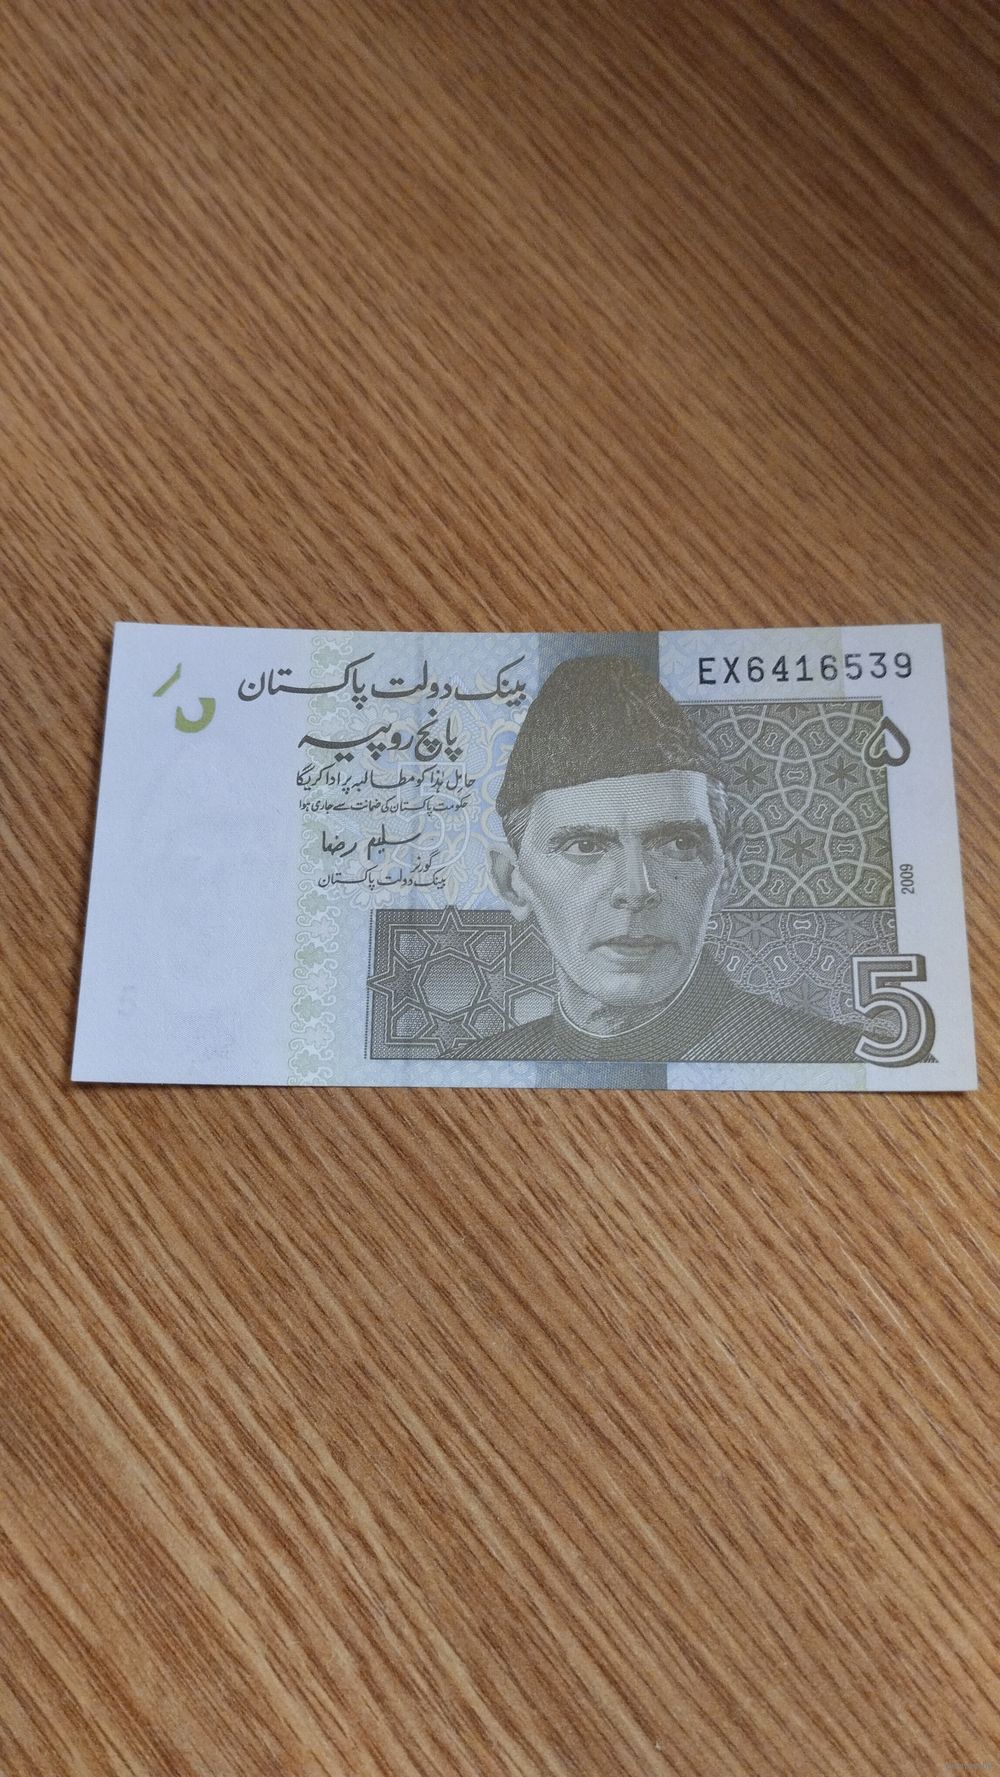 بینک دولت پاکستان
EX6416539
پانچ روپیہ
۵
حامل ہٰذا کو مطالبہ پر ادا کریگا
حکومت پاکستان کی ضمانت سے جاری ہوا
سلیم رضا
گورنر
بینک دولت پاکستان
2009
5